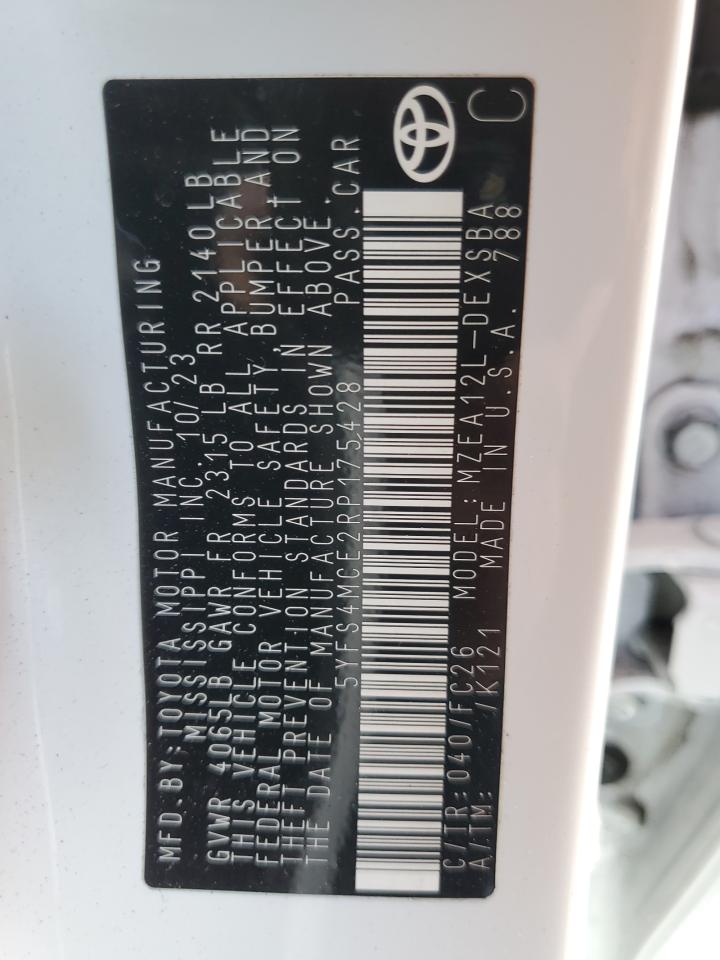 MFD.BY:TOYOTA MOTOR MANUFACTURING
MISSISSIPPI INC. 10/23
GVWR 4065LB GAWR FR 2315 LB RR 2140LB
THIS VEHICLE CONFORMS TO ALL APPLICABLE
FEDERAL MOTOR VEHICLE SAFETY, BUMPER, AND
THEFT PREVENTION STANDARDS IN EFFECT ON
THE DATE OF MANUFACTURE SHOWN ABOVE.
5YFS4MCE2RP175428 PASS.CAR
C/TR: 040/FC26 MODEL: MZEA12L-DEXSBA
A/TM: /K121 MADE IN U.S.A. 788 C